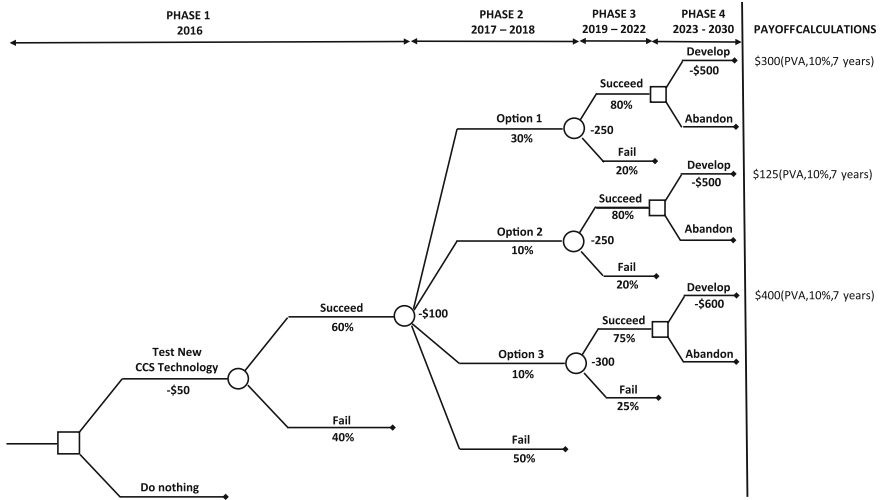 PHASE 1
2016
PHASE 2
2017 – 2018
PHASE 3
2019 – 2022
PHASE 4
2023 - 2030
PAYOFFCALCULATIONS
Develop
-$500
$300(PVA,10%,7 years)
Succeed
80%
Abandon
Option 1
30%
-250
Fail
20%
Develop
-$500
$125(PVA,10%,7 years)
Succeed
80%
Abandon
Option 2
10%
-250
Fail
20%
Develop
-$600
$400(PVA,10%,7 years)
Succeed
75%
Abandon
Option 3
10%
-300
Fail
25%
Succeed
60%
-$100
Fail
50%
Test New
CCS Technology
-$50
Fail
40%
Do nothing